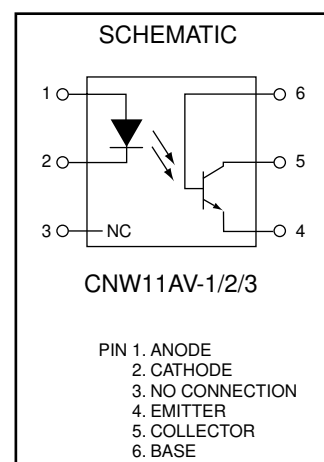 SCHEMATIC
1 6
2 5
3 NC 4
CNW11AV-1/2/3
PIN 1. ANODE
2. CATHODE
3. NO CONNECTION
4. EMITTER
5. COLLECTOR
6. BASE